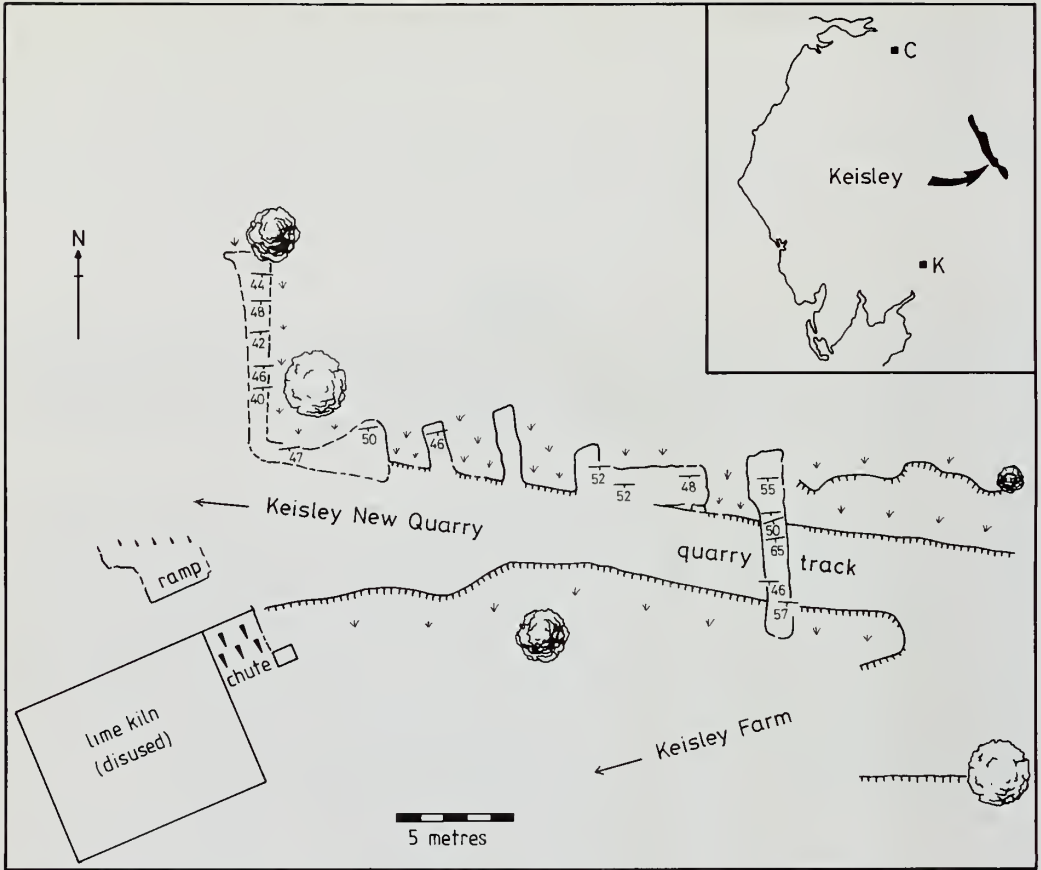 C
Keisley
K
N
44
48
42
46
40
47
50
46
52
52
48
55
50
65
46
57
Keisley New Quarry
quarry track
ramp
chute
lime kiln
(disused)
Keisley Farm
5 metres